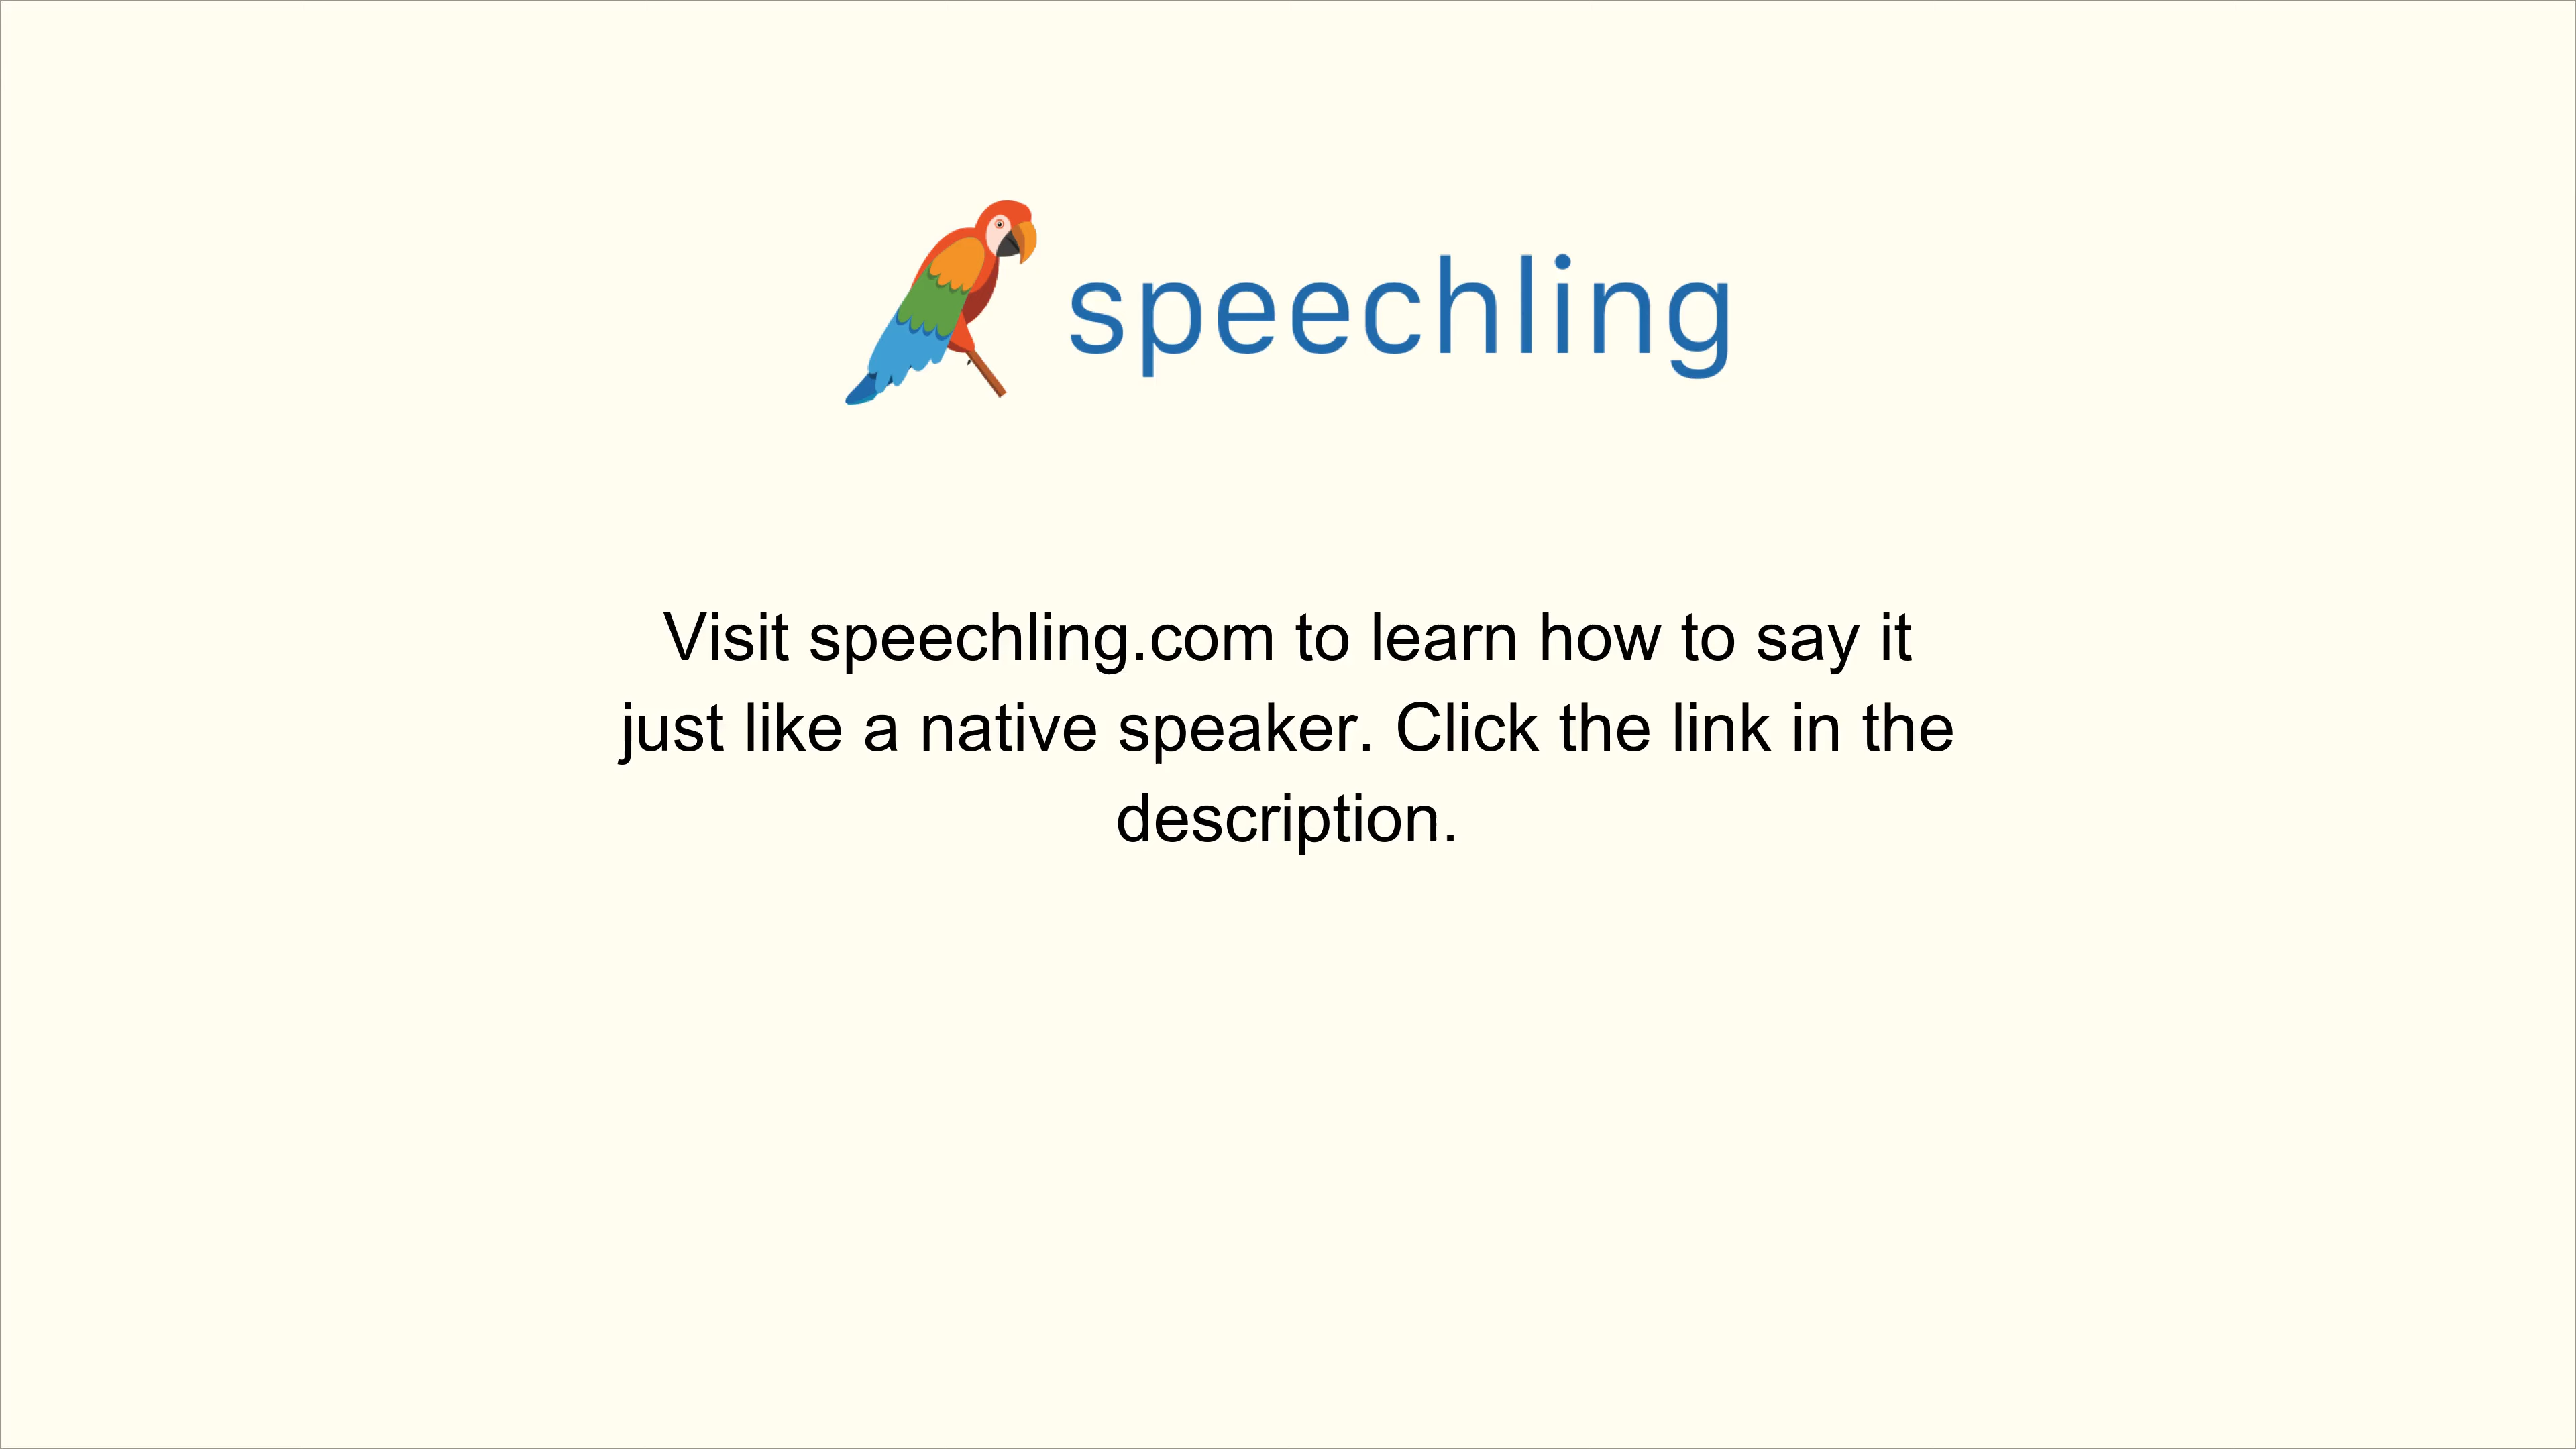 speechling
Visit speechling.com to learn how to say it
just like a native speaker. Click the link in the
description.